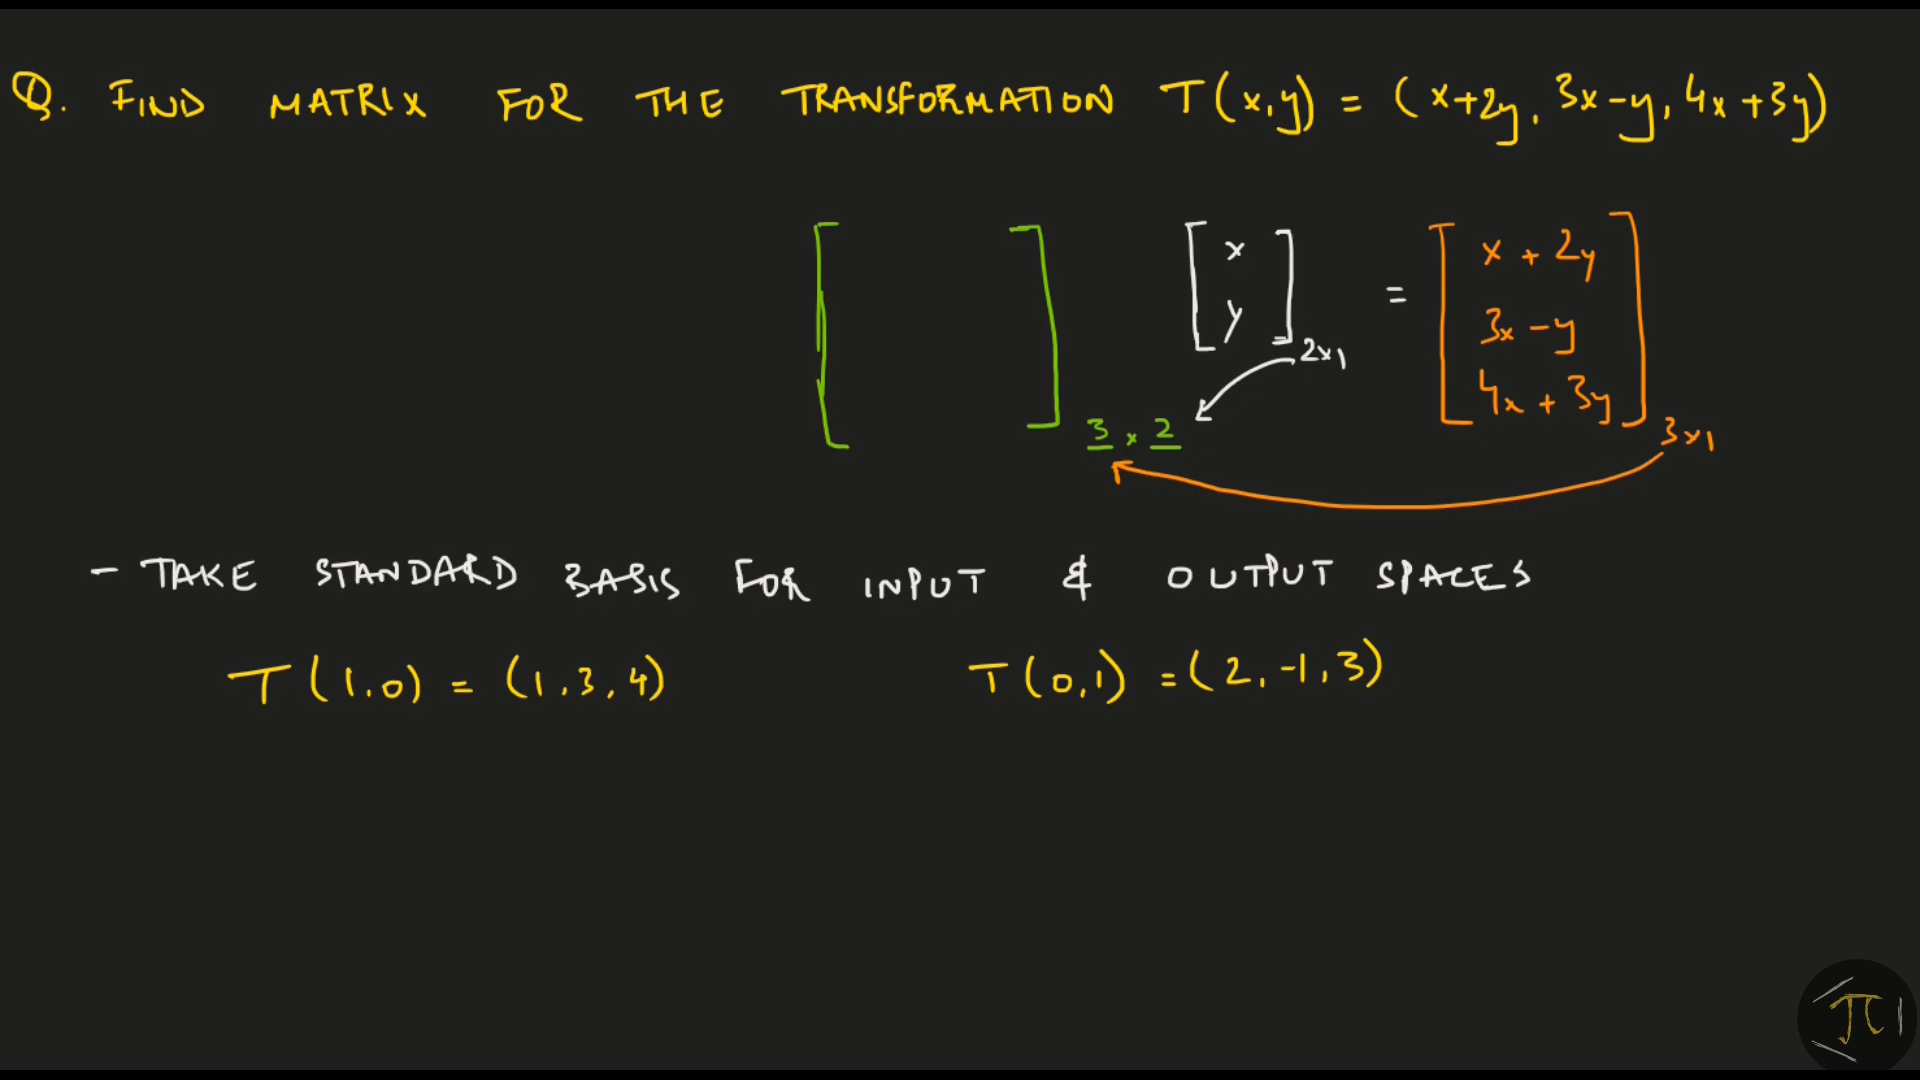 Q. FIND MATRIX FOR THE TRANSFORMATION T(x,y) = (x+2y, 3x-y, 4x+3y)
[ ] 3×2 [x y] 2×1 = [x + 2y 3x - y 4x + 3y] 3×1
- TAKE STANDARD BASIS FOR INPUT & OUTPUT SPACES
T(1,0) = (1,3,4) T(0,1) = (2,-1,3)
π